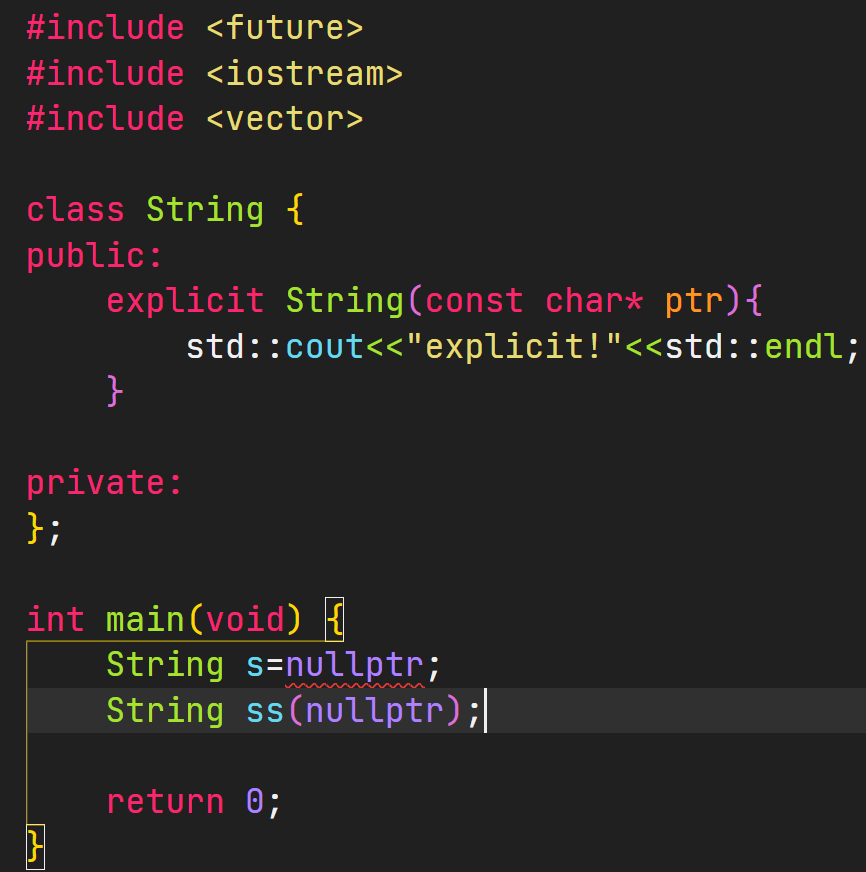 #include <future>
#include <iostream>
#include <vector>
class String {
public:
    explicit String(const char* ptr){
        std::cout<<"explicit!"<<std::endl;
    }
private:
};
int main(void) {
    String s=nullptr;
    String ss(nullptr);
    return 0;
}